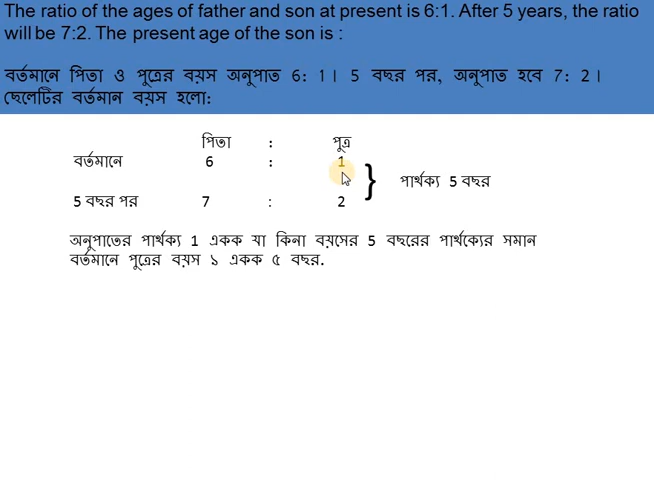 The ratio of the ages of father and son at present is 6:1. After 5 years, the ratio
will be 7:2. The present age of the son is :
বর্তমানে পিতা ও পুত্রের বয়স অনুপাত 6: 1। 5 বছর পর, অনুপাত হবে 7: 2।
ছেলেটির বর্তমান বয়স হলো:
পিতা : পুত্র
বর্তমানে 6 : 1
} পার্থক্য 5 বছর
5 বছর পর 7 : 2
অনুপাতের পার্থক্য 1 একক যা কিনা বয়সের 5 বছরের পার্থক্যের সমান
বর্তমানে পুত্রের বয়স ১ একক ৫ বছর.